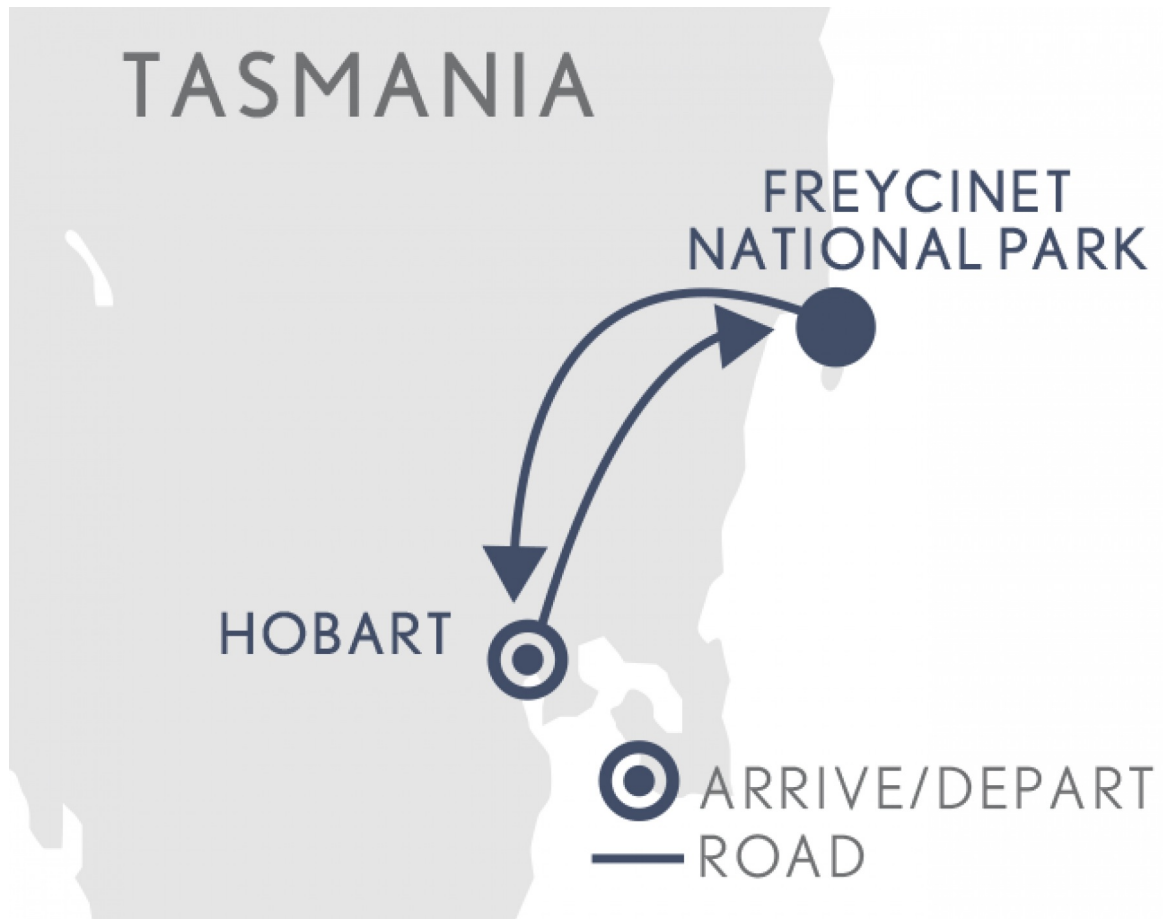 TASMANIA
FREYCINET
NATIONAL PARK
HOBART
ARRIVE/DEPART
ROAD